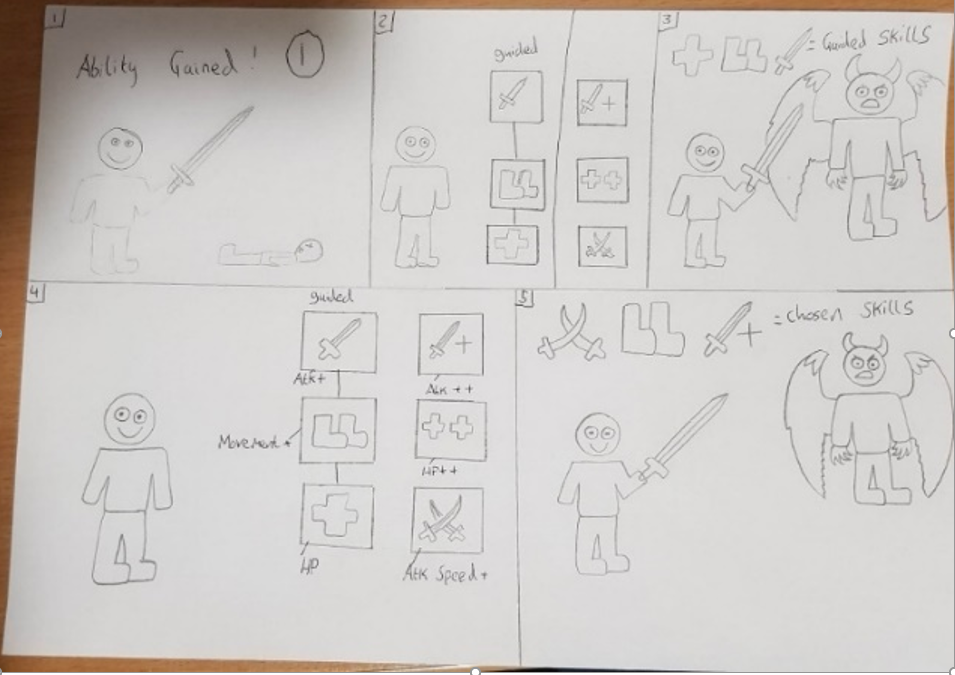 1
Ability Gained! 1
2
guided
3
= Guided Skills
4
guided
Atk+
Atk ++
Movement+
HP++
HP
Atk Speed+
5
= chosen Skills